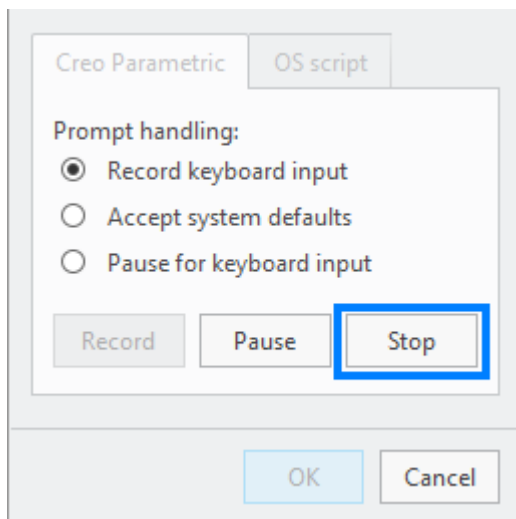 Creo Parametric OS script
Prompt handling:
Record keyboard input
Accept system defaults
Pause for keyboard input
Record Pause Stop
OK Cancel